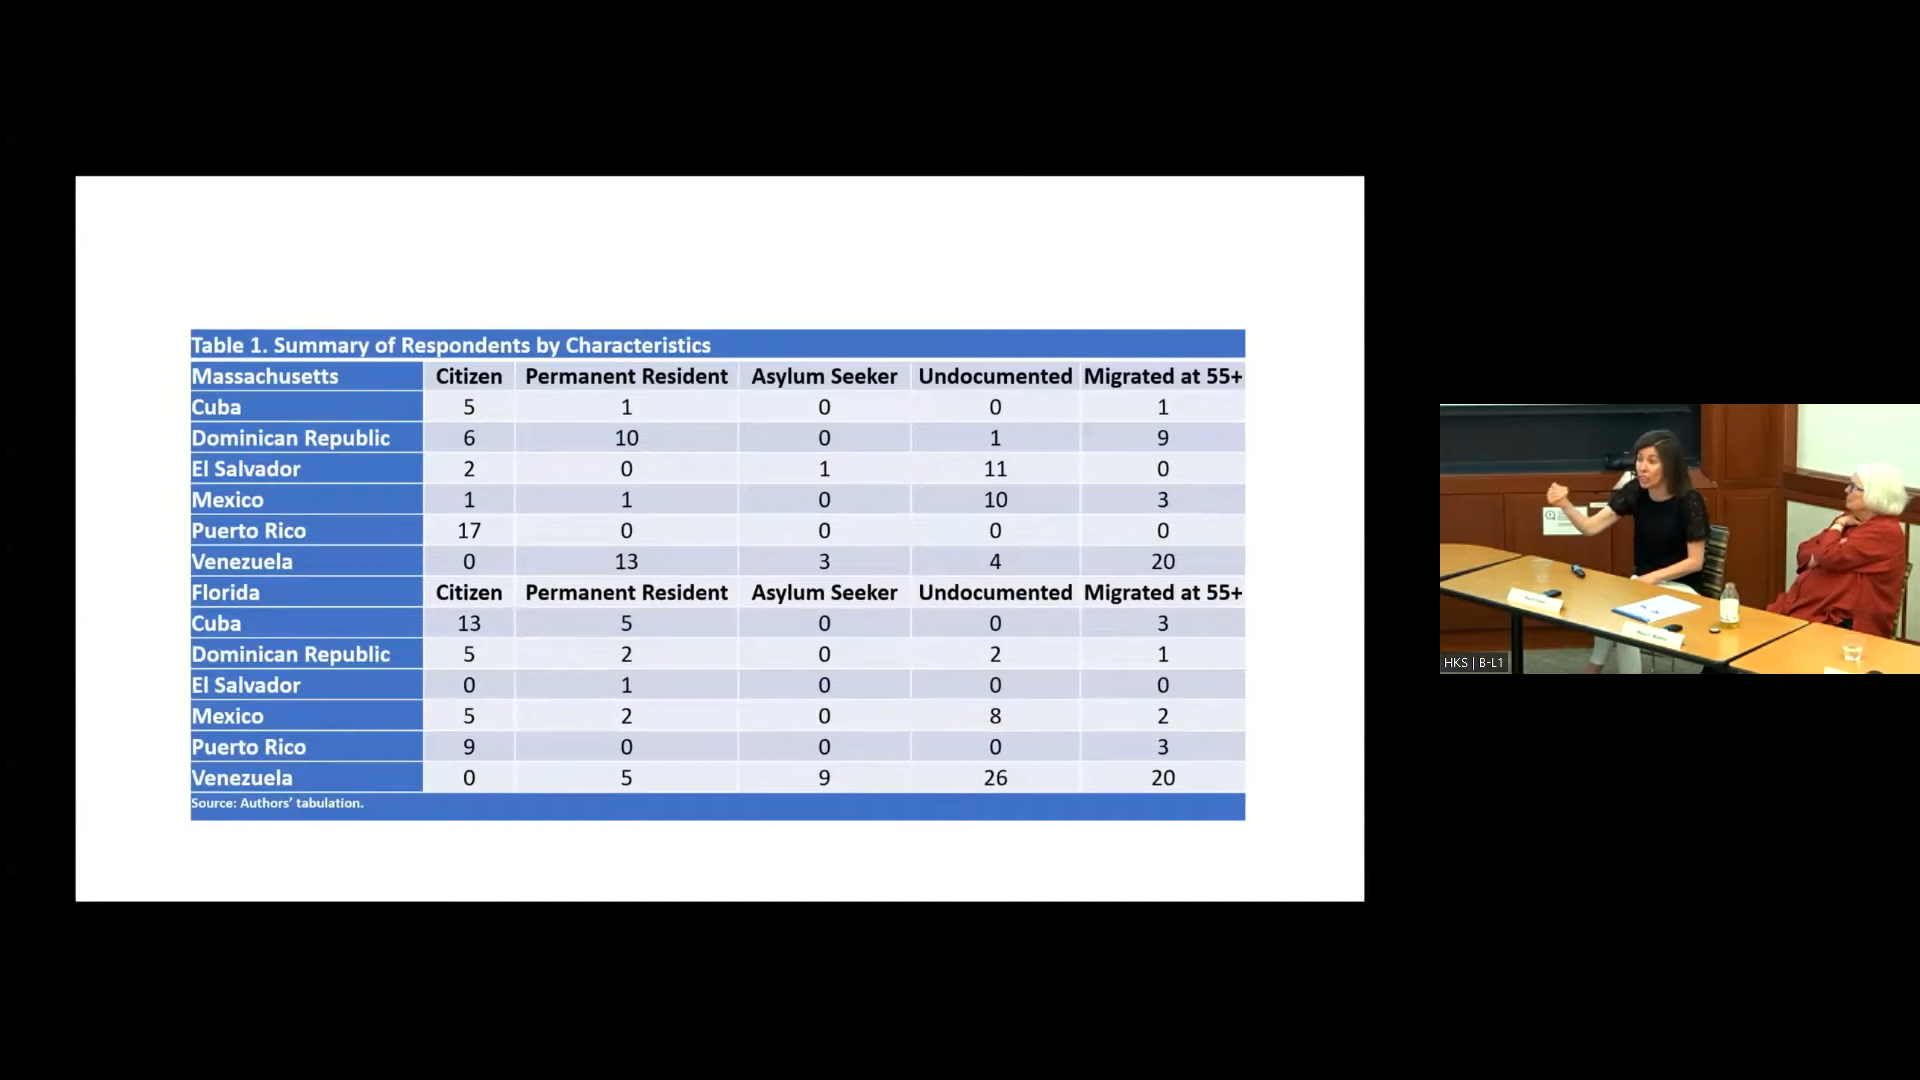 Table 1. Summary of Respondents by Characteristics
Massachusetts Citizen Permanent Resident Asylum Seeker Undocumented Migrated at 55+
Cuba 5 1 0 0 1
Dominican Republic 6 10 0 1 9
El Salvador 2 0 1 11 0
Mexico 1 1 0 10 3
Puerto Rico 17 0 0 0 0
Venezuela 0 13 3 4 20
Florida Citizen Permanent Resident Asylum Seeker Undocumented Migrated at 55+
Cuba 13 5 0 0 3
Dominican Republic 5 2 0 2 1
El Salvador 0 1 0 0 0
Mexico 5 2 0 8 2
Puerto Rico 9 0 0 0 3
Venezuela 0 5 9 26 20
Source: Authors’ tabulation.
HKS | B-L1